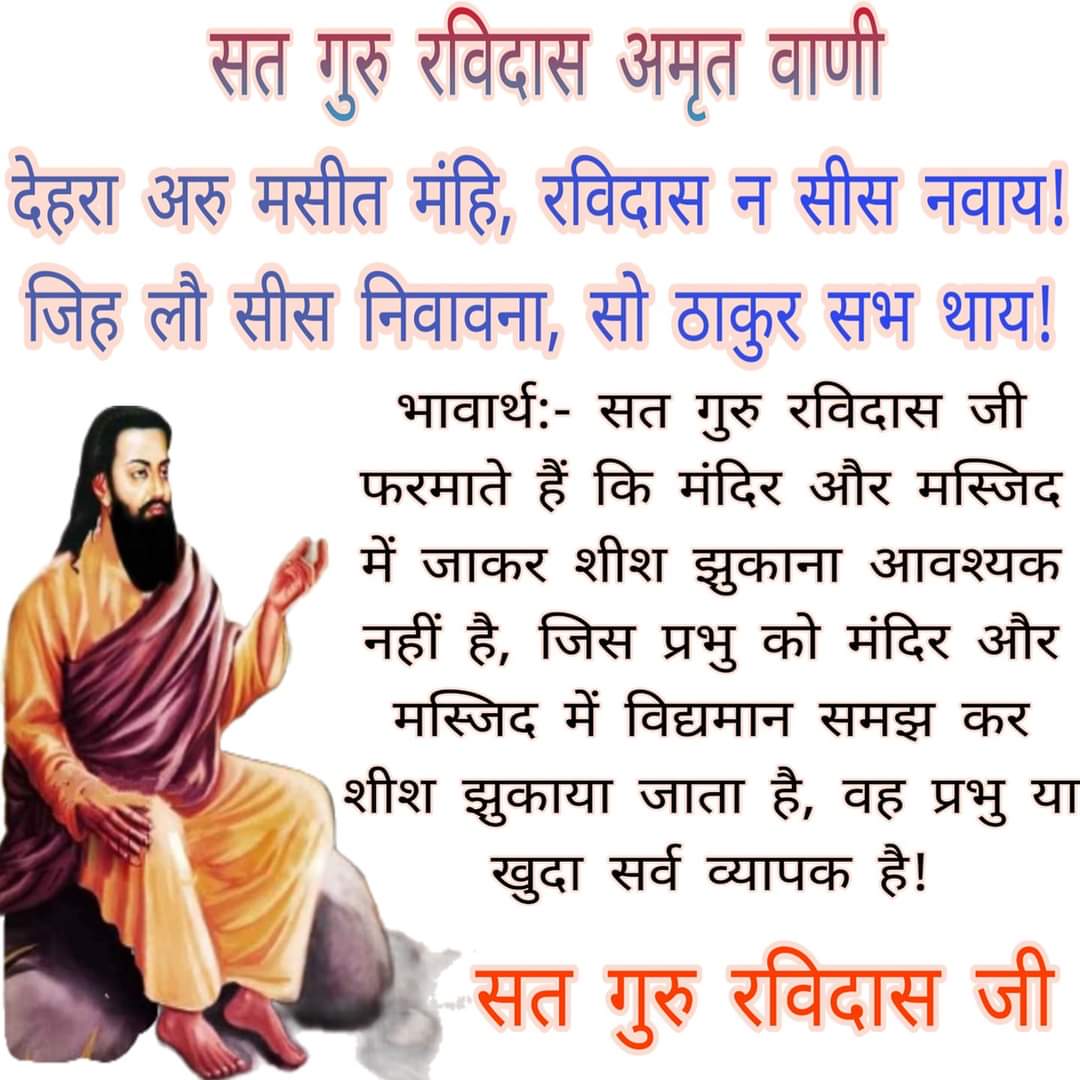 सत गुरु रविदास अमृत वाणी
देहरा अरु मसीत मंहि, रविदास न सीस नवाय!
जिह लौ सीस निवावना, सो ठाकुर सभ थाय!
भावार्थ:- सत गुरु रविदास जी
फरमाते हैं कि मंदिर और मस्जिद
में जाकर शीश झुकाना आवश्यक
नहीं है, जिस प्रभु को मंदिर और
मस्जिद में विद्यमान समझ कर
शीश झुकाया जाता है, वह प्रभु या
खुदा सर्व व्यापक है!
सत गुरु रविदास जी